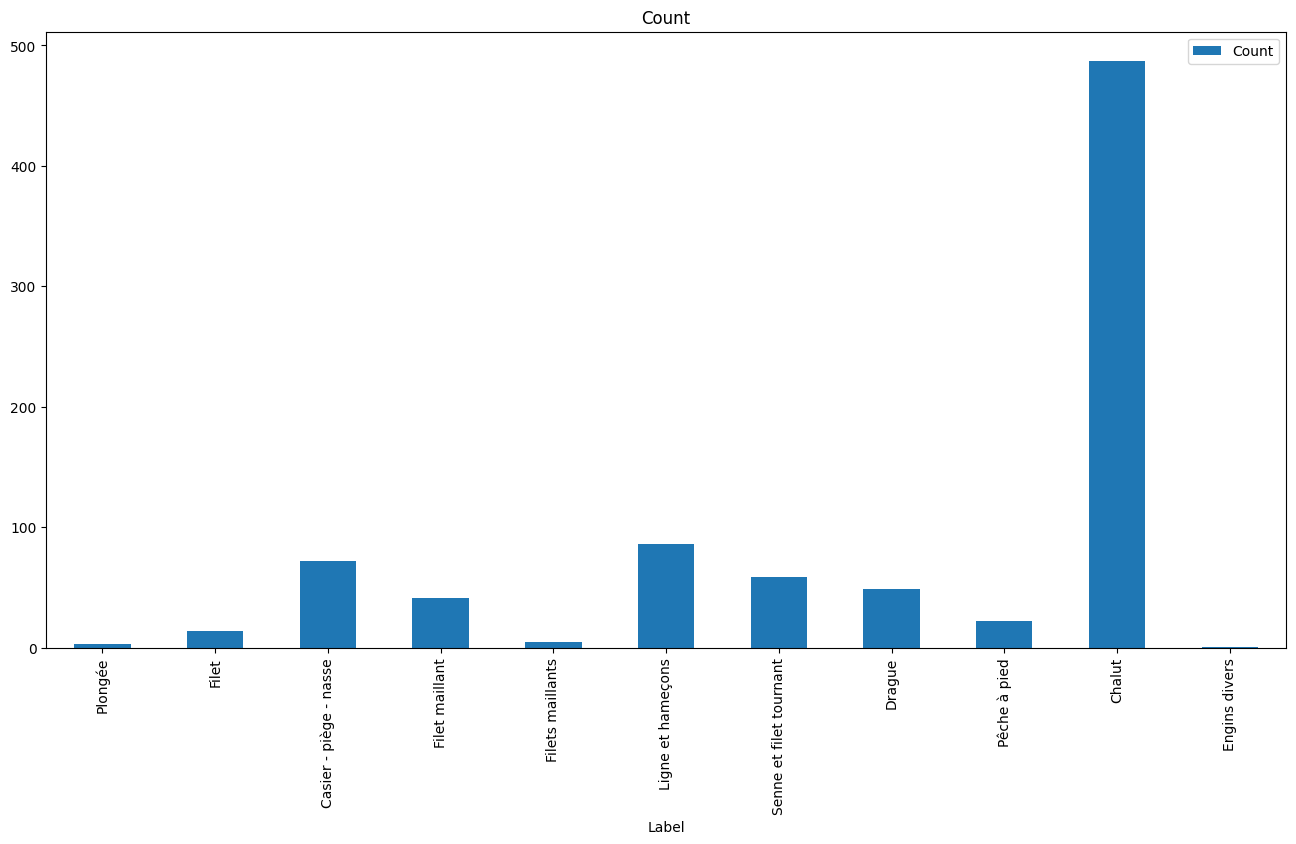 Count
Count
500
400
300
200
100
0
Plongée
Filet
Casier - piège - nasse
Filet maillant
Filets maillants
Ligne et hameçons
Senne et filet tournant
Drague
Pêche à pied
Chalut
Engins divers
Label